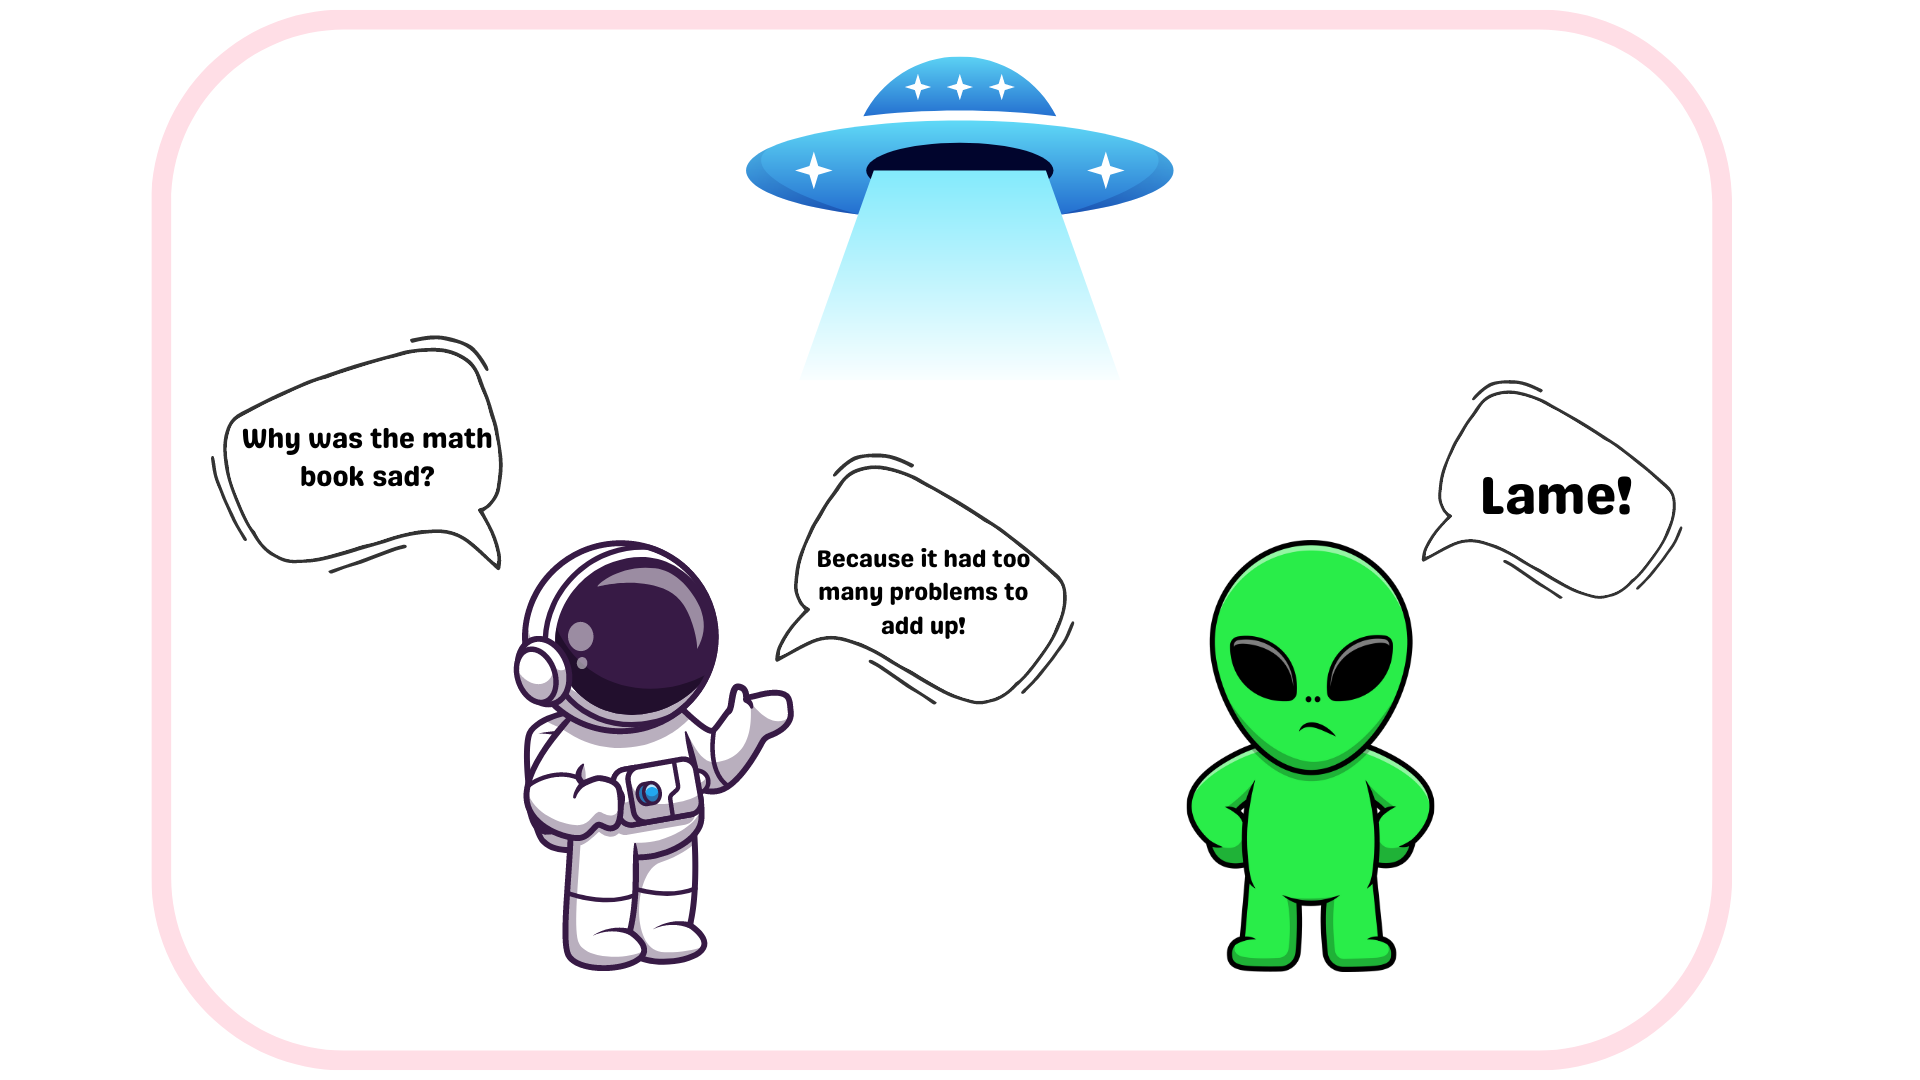 Why was the math
book sad?
Because it had too
many problems to
add up!
Lame!